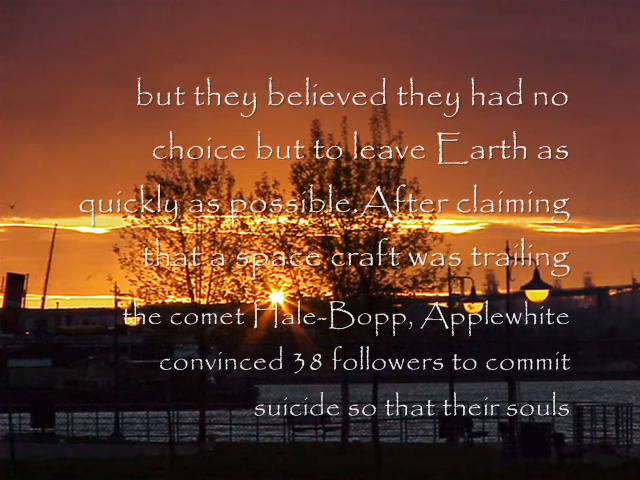 but they believed they had no
choice but to leave Earth as
quickly as possible.After claiming
that a space craft was trailing
the comet Hale-Bopp, Applewhite
convinced 38 followers to commit
suicide so that their souls